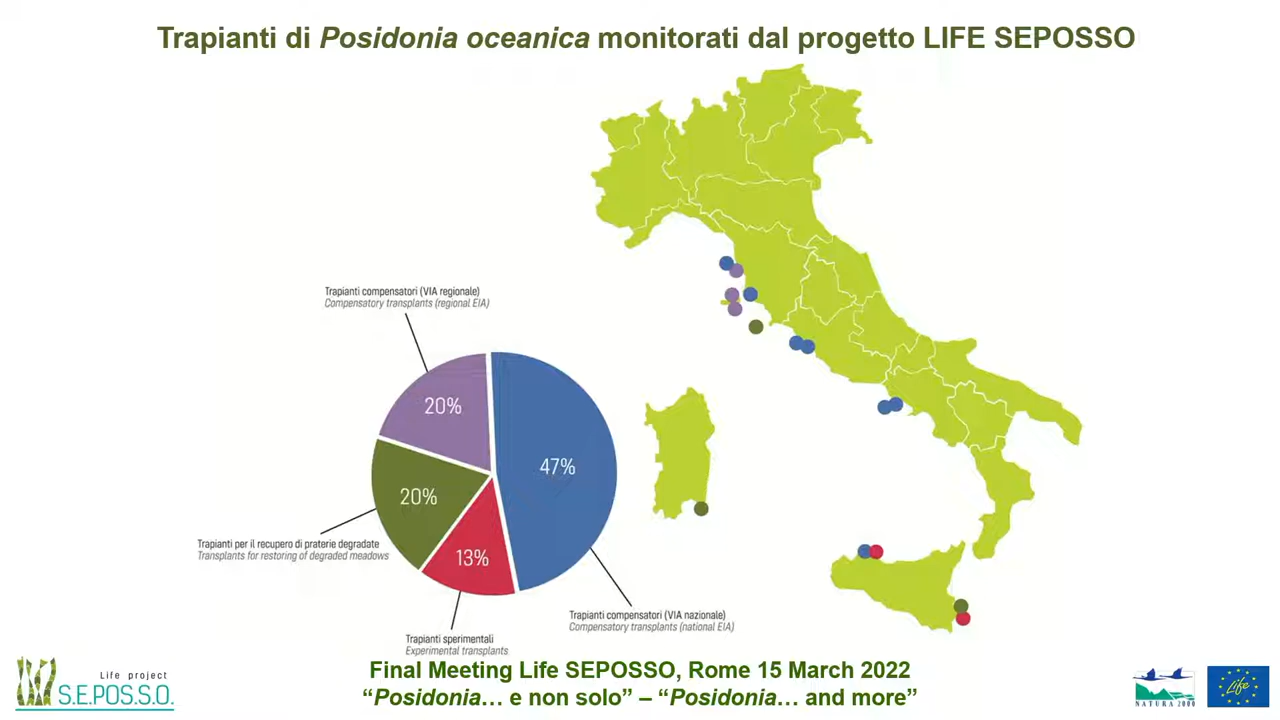 Trapianti di Posidonia oceanica monitorati dal progetto LIFE SEPOSSO
Trapianti compensatori (VIA regionale)
Compensatory transplants (regional EIA)
20%
47%
20%
13%
Trapianti per il recupero di praterie degradate
Transplants for restoring of degraded meadows
Trapianti compensatori (VIA nazionale)
Compensatory transplants (national EIA)
Trapianti sperimentali
Experimental transplants
Final Meeting Life SEPOSSO, Rome 15 March 2022
“Posidonia… e non solo” – “Posidonia… and more”
Life project
S.E.POS.S.O.
NATURA 2000
Life